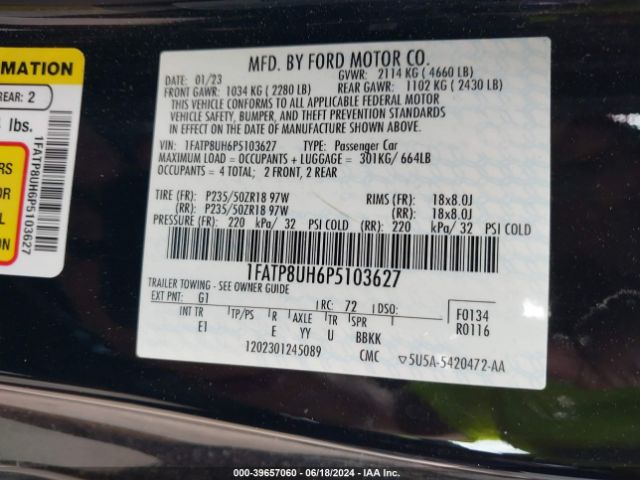 ORMATION
REAR: 2
lbs.
1FATP8UH6P5103627
MFD. BY FORD MOTOR CO.
DATE: 01/23 GVWR: 2114 KG ( 4660 LB)
FRONT GAWR: 1034 KG ( 2280 LB) REAR GAWR: 1102 KG ( 2430 LB)
THIS VEHICLE CONFORMS TO ALL APPLICABLE FEDERAL MOTOR
VEHICLE SAFETY, BUMPER, AND THEFT PREVENTION STANDARDS
IN EFFECT ON THE DATE OF MANUFACTURE SHOWN ABOVE.
VIN: 1FATP8UH6P5103627 TYPE: Passenger Car
MAXIMUM LOAD = OCCUPANTS + LUGGAGE = 301KG/ 664LB
OCCUPANTS = 4 TOTAL; 2 FRONT, 2 REAR
TIRE (FR): P235/50ZR18 97W RIMS (FR): 18x8.0J
(RR): P235/50ZR18 97W (RR): 18x8.0J
PRESSURE (FR): 220 kPa/ 32 PSI COLD (RR): 220 kPa/ 32 PSI COLD
1FATP8UH6P5103627
TRAILER TOWING - SEE OWNER GUIDE
EXT PNT: G1 RC: 72 DSO: F0134
INT TR TP/PS R AXLE TR SPR R0116
E1 E YY U BBKK
1202301245089 CMC 5U5A-5420472-AA
000-39657060 - 06/18/2024 - IAA Inc.